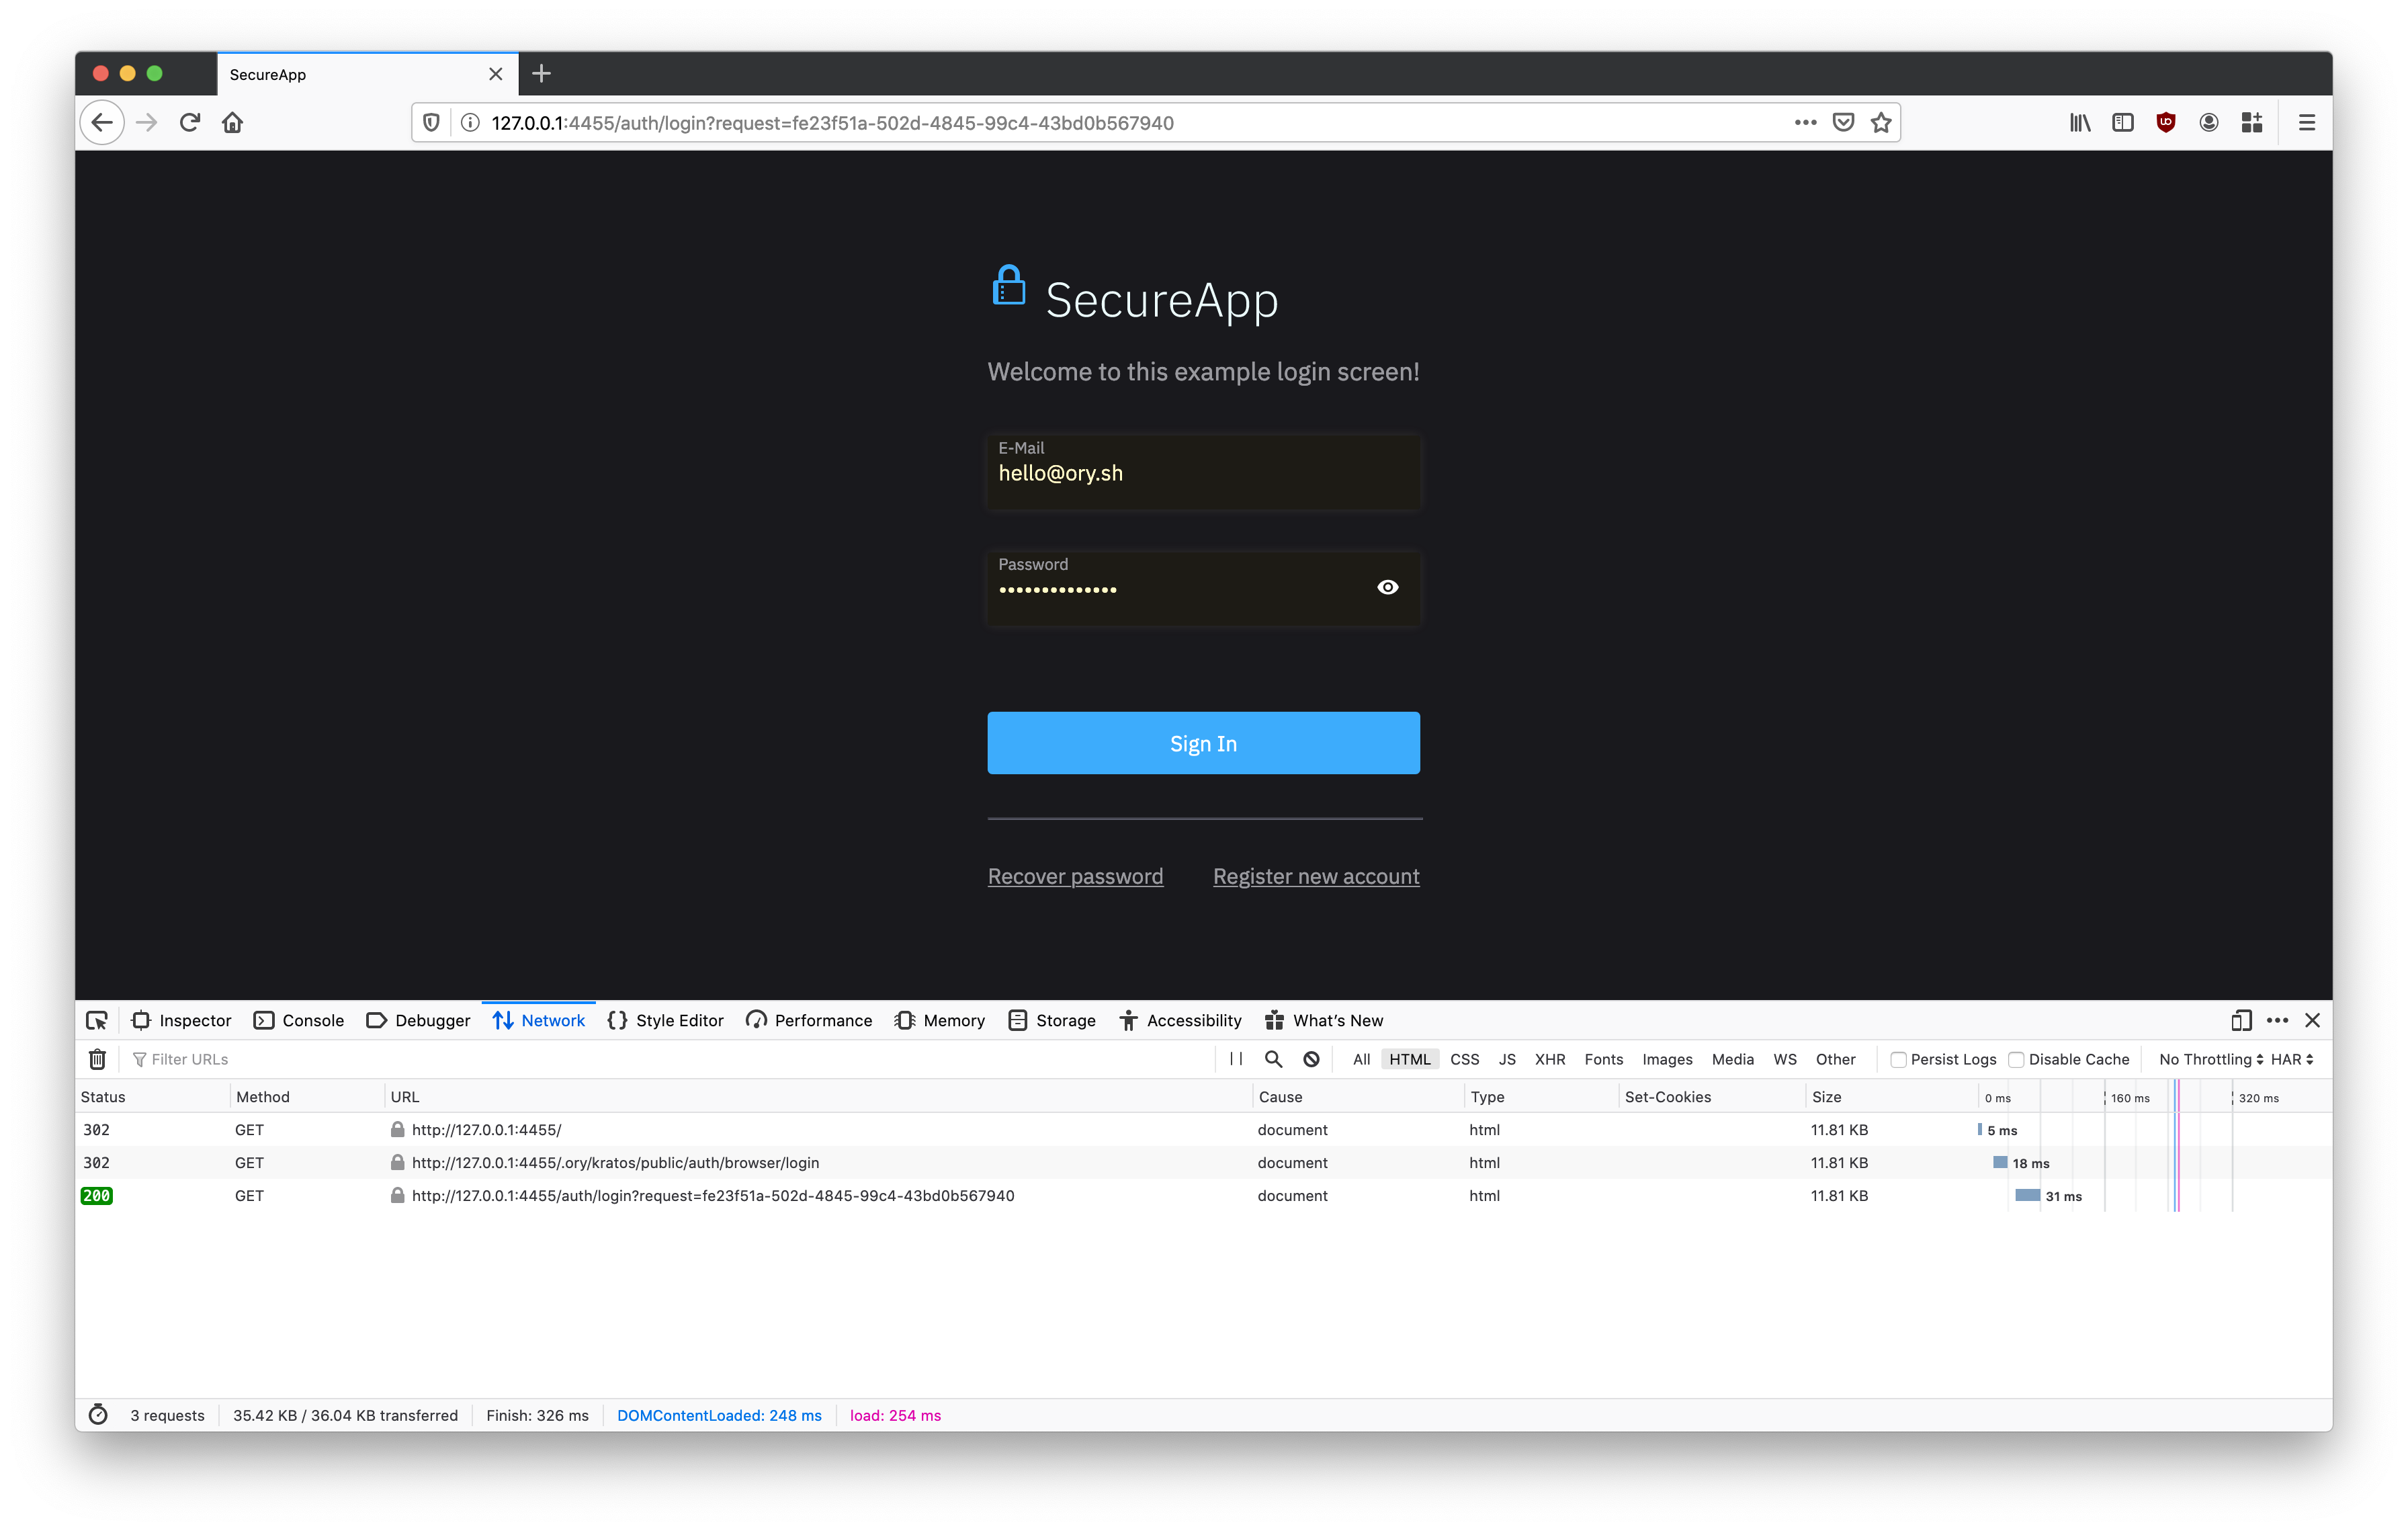 SecureApp
127.0.0.1:4455/auth/login?request=fe23f51a-502d-4845-99c4-43bd0b567940
SecureApp
Welcome to this example login screen!
E-Mail
hello@ory.sh
Password
Sign In
Recover password Register new account
Inspector Console Debugger Network Style Editor Performance Memory Storage Accessibility What's New
Filter URLs All HTML CSS JS XHR Fonts Images Media WS Other Persist Logs Disable Cache No Throttling HAR
Status Method URL Cause Type Set-Cookies Size 0 ms 160 ms 320 ms
302 GET http://127.0.0.1:4455/ document html 11.81 KB 5 ms
302 GET http://127.0.0.1:4455/.ory/kratos/public/auth/browser/login document html 11.81 KB 18 ms
200 GET http://127.0.0.1:4455/auth/login?request=fe23f51a-502d-4845-99c4-43bd0b567940 document html 11.81 KB 31 ms
3 requests 35.42 KB / 36.04 KB transferred Finish: 326 ms DOMContentLoaded: 248 ms load: 254 ms